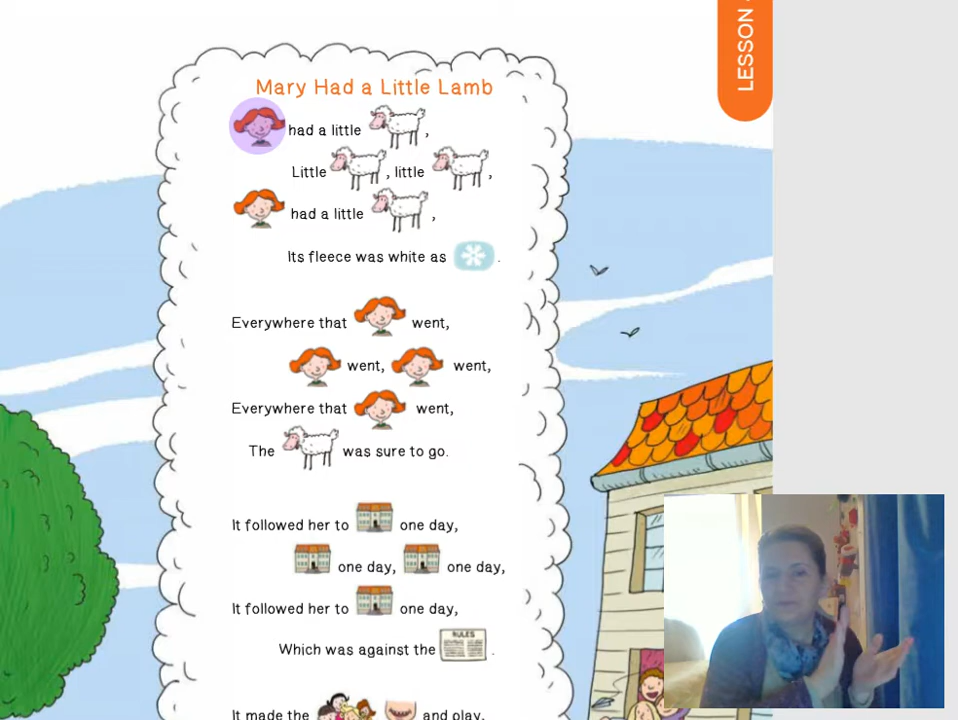 LESSON
Mary Had a Little Lamb
had a little ,
Little , little ,
had a little ,
Its fleece was white as .
Everywhere that went,
went, went,
Everywhere that went,
The was sure to go.
It followed her to one day,
one day, one day,
It followed her to one day,
Which was against the RULES .
It made the and play,